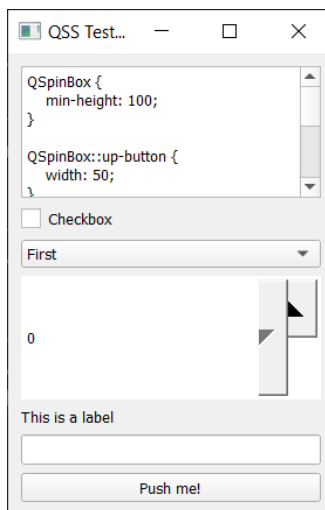 QSS Test...
QSpinBox {
    min-height: 100;
}

QSpinBox::up-button {
    width: 50;
}
Checkbox
First
0
This is a label
Push me!